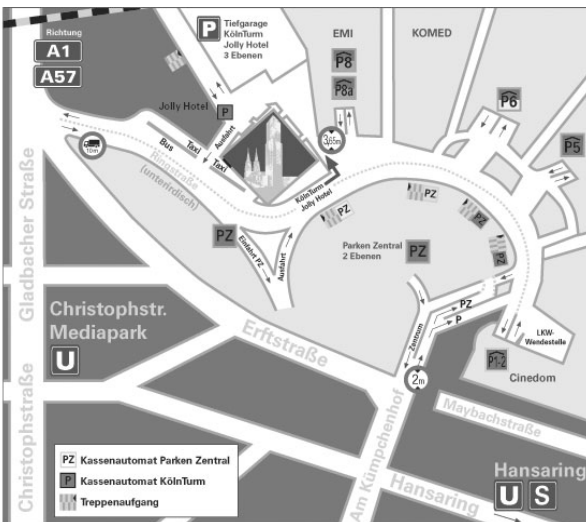 Richtung
A1
A57
P
Tiefgarage
KölnTurm
Jolly Hotel
3 Ebenen
EMI
KOMED
P8
P8a
P6
P5
Jolly Hotel
P
Ausfahrt
3,65m
10m
Bus
Taxi
Taxi
Ringstraße
(unterirdisch)
KölnTurm
Jolly Hotel
PZ
PZ
PZ
PZ
Einfahrt PZ
Ausfahrt
Parken Zentral
2 Ebenen
PZ
PZ
P
Zentrum
LKW-
Wendestelle
P1-2
Cinedom
2m
Gladbacher Straße
Christophstr.
Mediapark
U
Erftstraße
Maybachstraße
Am Kümpchenhof
Christophstraße
Hansaring
U S
Hansaring
PZ Kassenautomat Parken Zentral
P Kassenautomat KölnTurm
Treppenaufgang